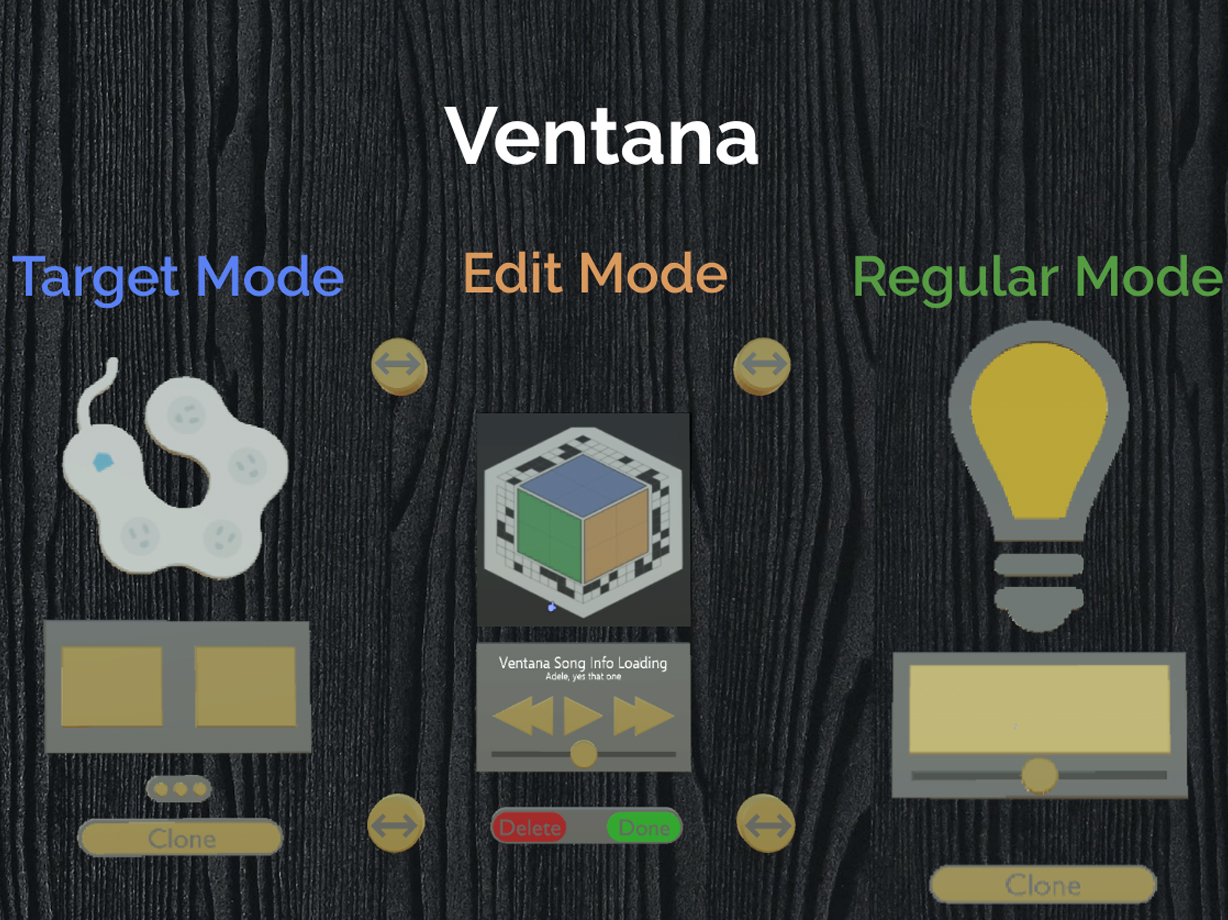 Ventana
Target Mode
Edit Mode
Regular Mode
Ventana Song Info Loading
Adele, yes that one
Delete
Done
Clone
Clone